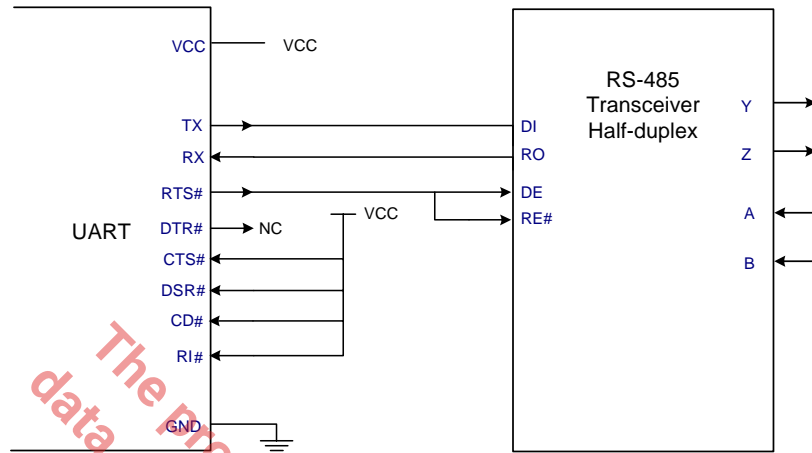 VCC
VCC
TX
RX
RTS#
DTR#
NC
CTS#
DSR#
CD#
RI#
GND
UART
VCC
RS-485
Transceiver
Half-duplex
DI
RO
DE
RE#
Y
Z
A
B
The
data